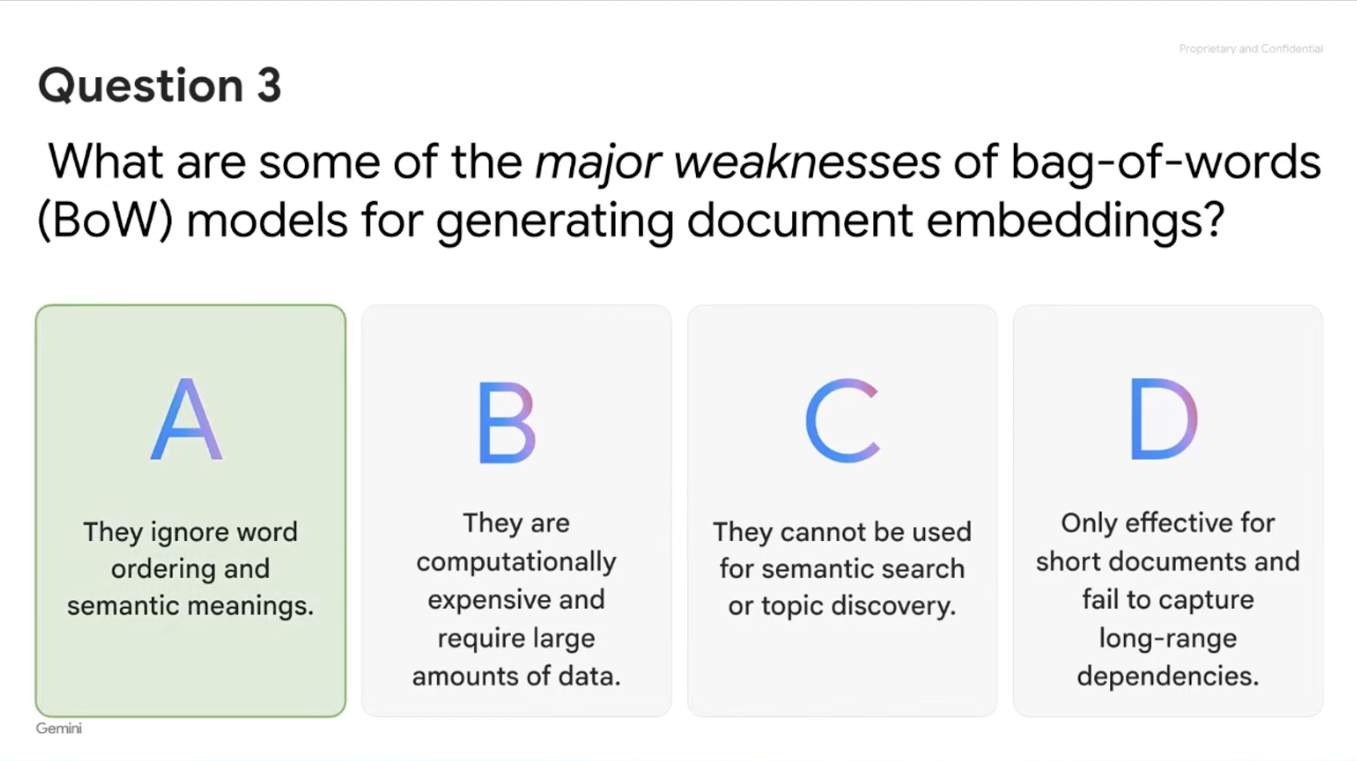 Proprietary and Confidential
Question 3
What are some of the major weaknesses of bag-of-words
(BoW) models for generating document embeddings?
A
They ignore word
ordering and
semantic meanings.
B
They are
computationally
expensive and
require large
amounts of data.
C
They cannot be used
for semantic search
or topic discovery.
D
Only effective for
short documents and
fail to capture
long-range
dependencies.
Gemini